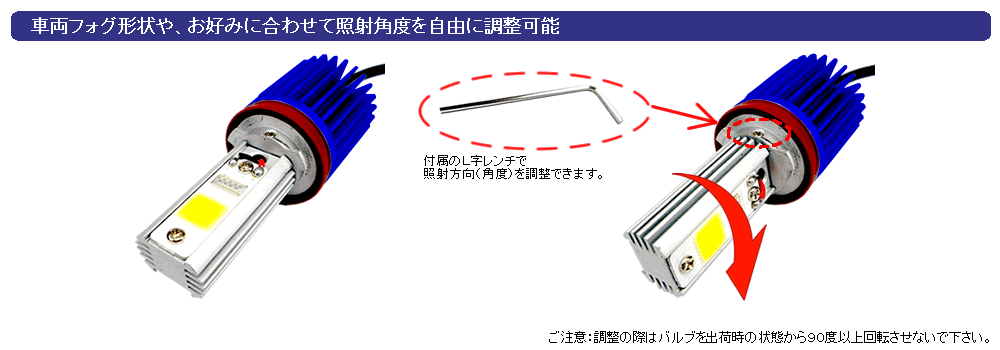 車両フォグ形状や、お好みに合わせて照射角度を自由に調整可能
付属のL字レンチで
照射方向(角度)を調整できます。
ご注意:調整の際はバルブを出荷時の状態から90度以上回転させないで下さい。